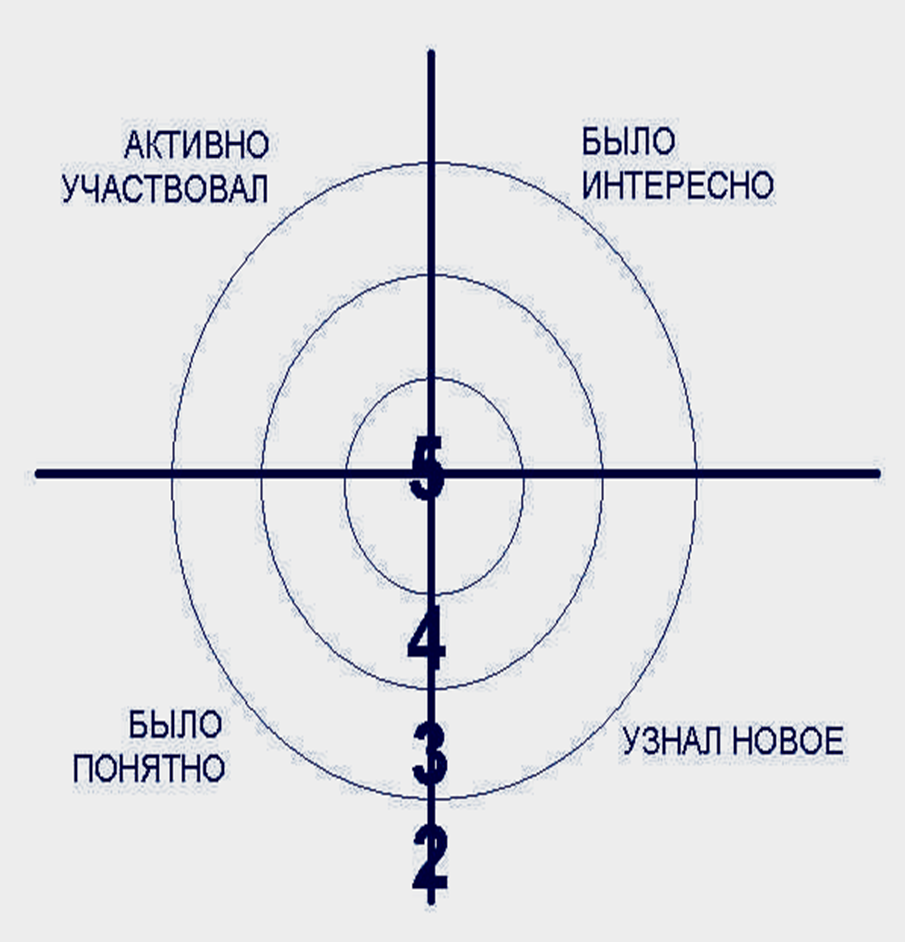 АКТИВНО
УЧАСТВОВАЛ
БЫЛО
ИНТЕРЕСНО
5
4
3
2
БЫЛО
ПОНЯТНО
УЗНАЛ НОВОЕ